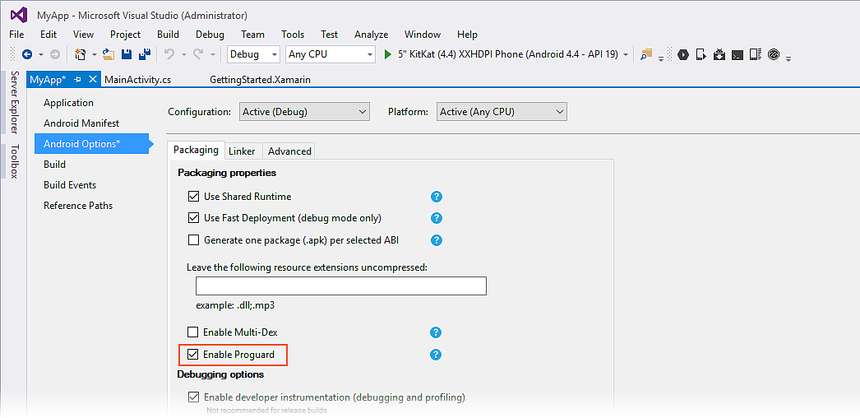 MyApp - Microsoft Visual Studio (Administrator)
File Edit View Project Build Debug Team Tools Test Analyze Window Help
Debug Any CPU 5" KitKat (4.4) XXHDPI Phone (Android 4.4 - API 19)
Server Explorer
Toolbox
MyApp* MainActivity.cs GettingStarted.Xamarin
Application
Android Manifest
Android Options*
Build
Build Events
Reference Paths
Configuration: Active (Debug) Platform: Active (Any CPU)
Packaging Linker Advanced
Packaging properties
Use Shared Runtime ?
Use Fast Deployment (debug mode only) ?
Generate one package (.apk) per selected ABI ?
Leave the following resource extensions uncompressed:
example: .dll;.mp3
Enable Multi-Dex ?
Enable Proguard ?
Debugging options
Enable developer instrumentation (debugging and profiling)
Not recommended for release builds